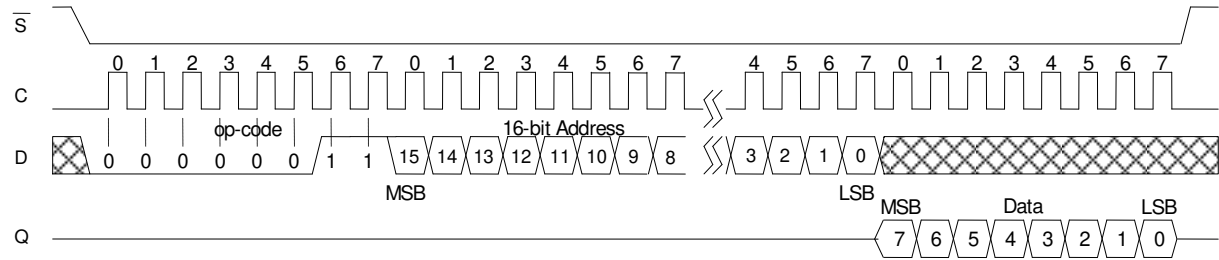 S
0 1 2 3 4 5 6 7 0 1 2 3 4 5 6 7 4 5 6 7 0 1 2 3 4 5 6 7
C
op-code 16-bit Address
D 0 0 0 0 0 0 1 1 15 14 13 12 11 10 9 8 3 2 1 0
MSB LSB MSB Data LSB
Q 7 6 5 4 3 2 1 0